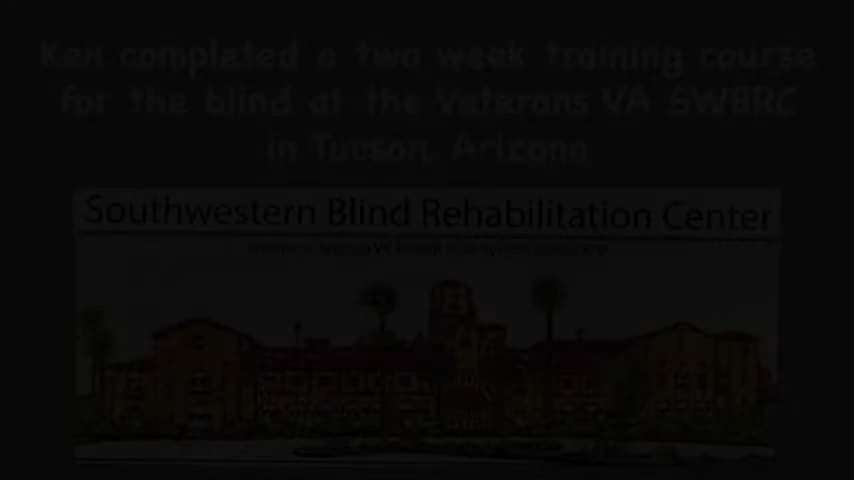 Ken completed a two week training course
for the blind at the Veterans VA SWBRC
in Tucson, Arizona
Southwestern Blind Rehabilitation Center